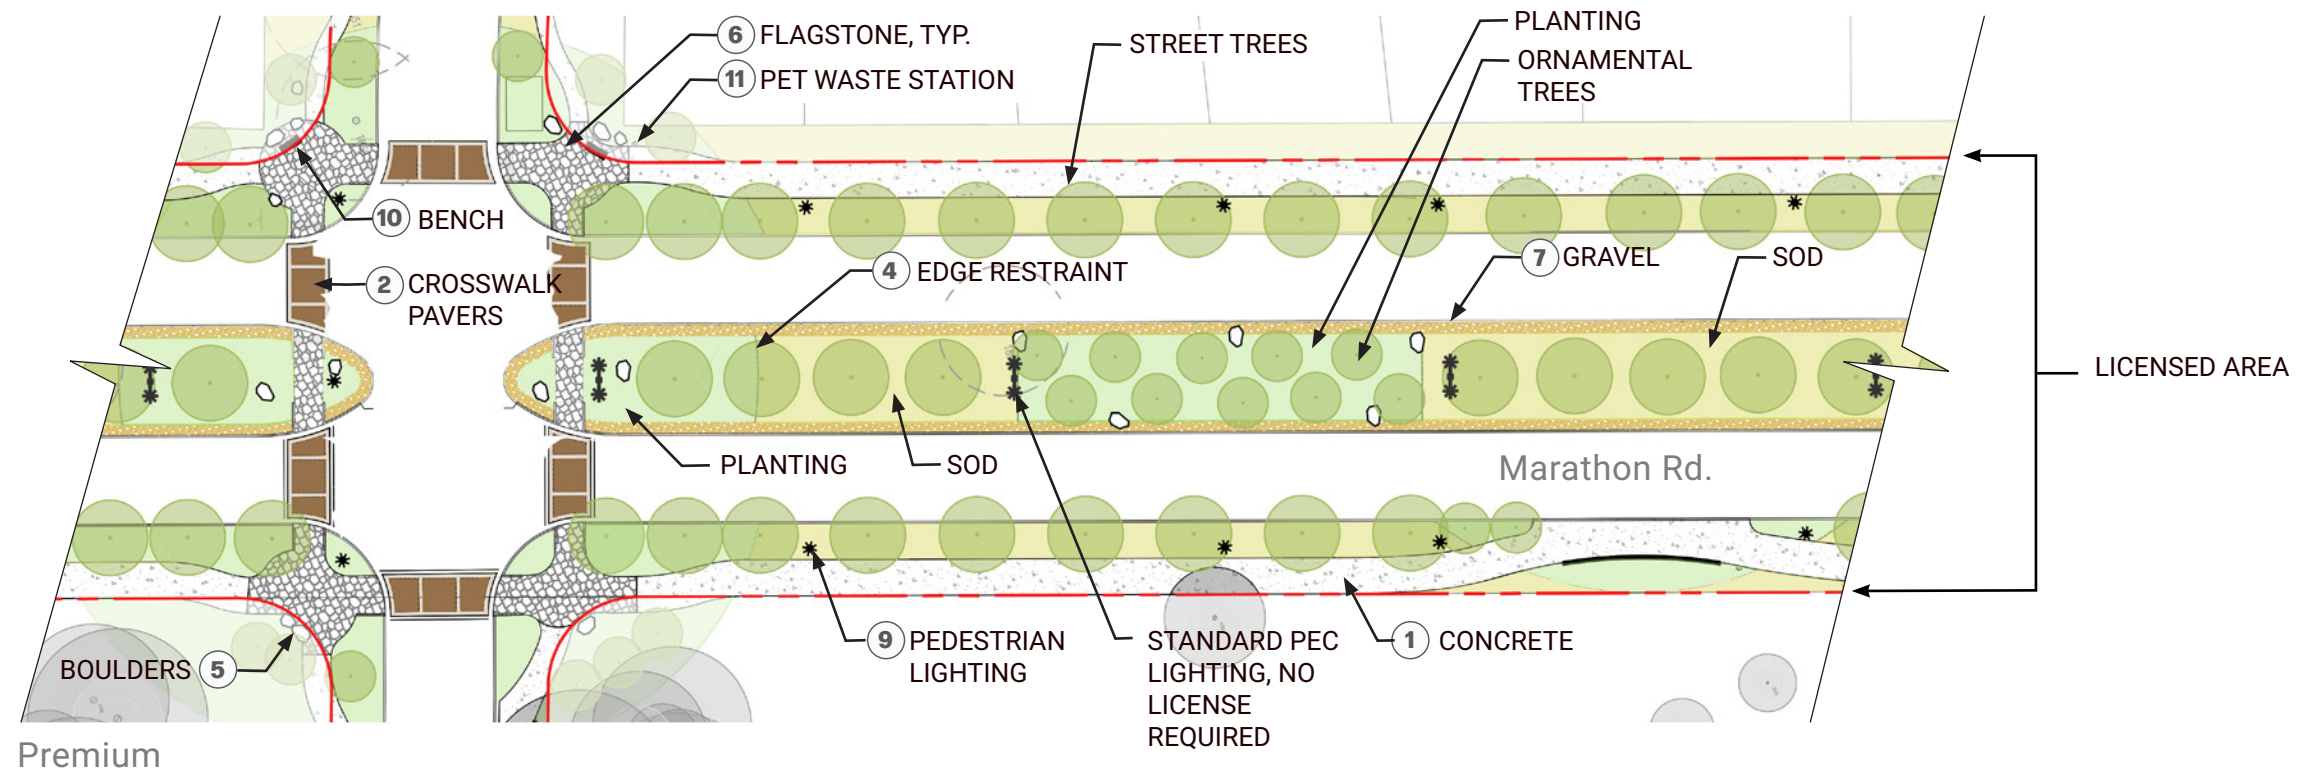 6 FLAGSTONE, TYP.
11 PET WASTE STATION
STREET TREES
PLANTING
ORNAMENTAL
TREES
10 BENCH
2 CROSSWALK
PAVERS
4 EDGE RESTRAINT
7 GRAVEL
SOD
LICENSED AREA
PLANTING
SOD
Marathon Rd.
BOULDERS 5
9 PEDESTRIAN
LIGHTING
STANDARD PEC
LIGHTING, NO
LICENSE
REQUIRED
1 CONCRETE
Premium